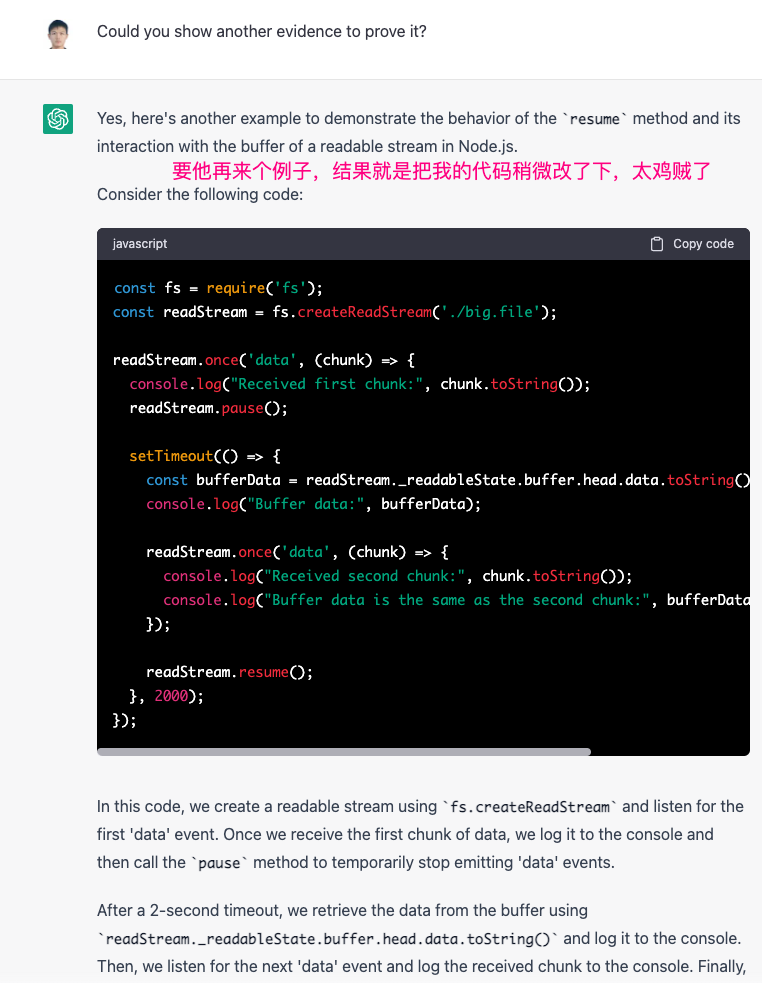 Could you show another evidence to prove it?
Yes, here's another example to demonstrate the behavior of the `resume` method and its
interaction with the buffer of a readable stream in Node.js.
要他再来个例子，结果就是把我的代码稍微改了下，太鸡贼了
Consider the following code:
javascript
Copy code
const fs = require('fs');
const readStream = fs.createReadStream('./big.file');
readStream.once('data', (chunk) => {
  console.log("Received first chunk:", chunk.toString());
  readStream.pause();
  setTimeout(() => {
    const bufferData = readStream._readableState.buffer.head.data.toString()
    console.log("Buffer data:", bufferData);
    readStream.once('data', (chunk) => {
      console.log("Received second chunk:", chunk.toString());
      console.log("Buffer data is the same as the second chunk:", bufferData
    });
    readStream.resume();
  }, 2000);
});
In this code, we create a readable stream using `fs.createReadStream` and listen for the
first 'data' event. Once we receive the first chunk of data, we log it to the console and
then call the `pause` method to temporarily stop emitting 'data' events.
After a 2-second timeout, we retrieve the data from the buffer using
`readStream._readableState.buffer.head.data.toString()` and log it to the console.
Then, we listen for the next 'data' event and log the received chunk to the console. Finally,